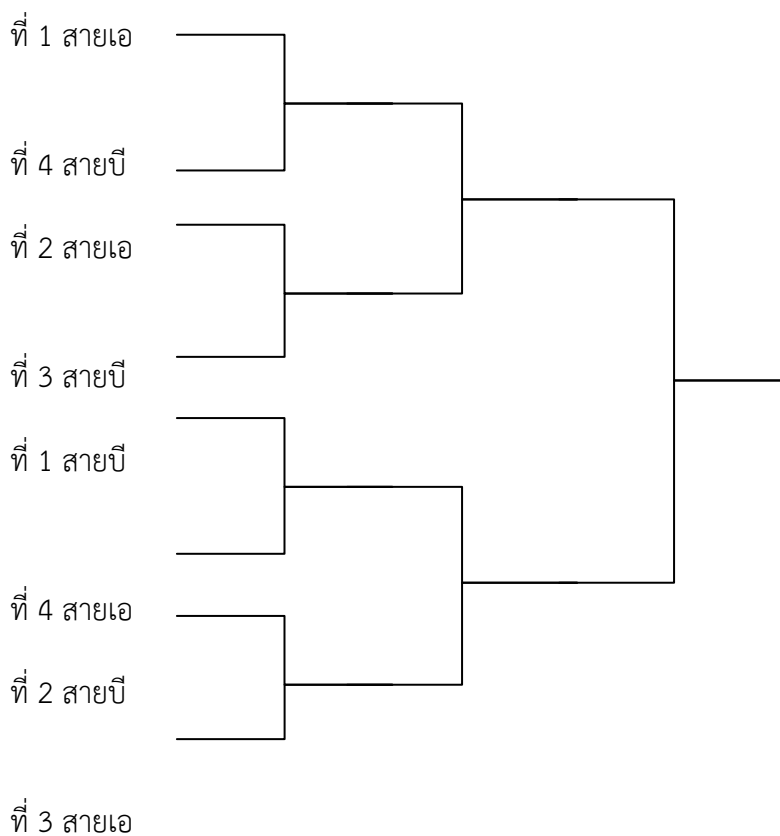 ที่ 1 สายเอ
ที่ 4 สายบี
ที่ 2 สายเอ
ที่ 3 สายบี
ที่ 1 สายบี
ที่ 4 สายเอ
ที่ 2 สายบี
ที่ 3 สายเอ